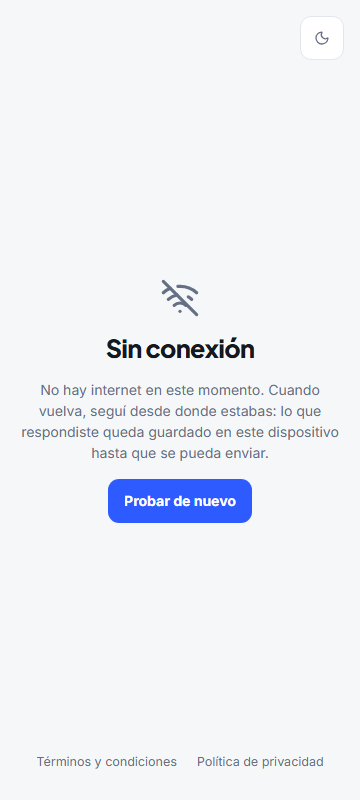 Sin conexión
No hay internet en este momento. Cuando
vuelva, seguí desde donde estabas: lo que
respondiste queda guardado en este dispositivo
hasta que se pueda enviar.
Probar de nuevo
Términos y condiciones Política de privacidad